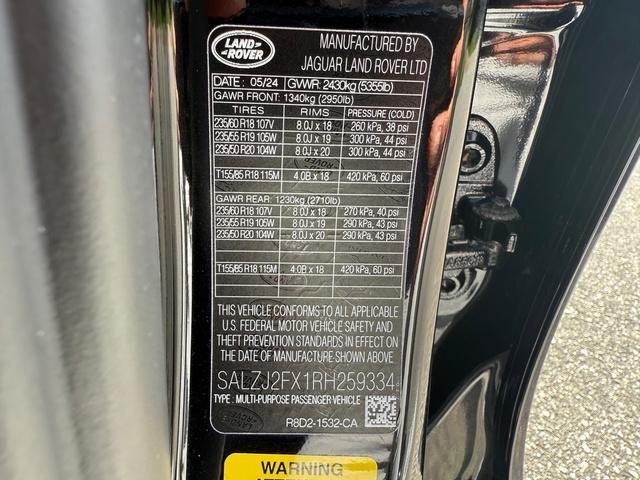 LAND
ROVER
MANUFACTURED BY
JAGUAR LAND ROVER LTD
DATE : 05/24 GVWR: 2430kg (5355lb)
GAWR FRONT: 1340kg (2950lb)
TIRES RIMS PRESSURE (COLD)
235/60 R18 107V 8.0J x 18 260 kPa, 38 psi
235/55 R19 105W 8.0J x 19 300 kPa, 44 psi
235/50 R20 104W 8.0J x 20 300 kPa, 44 psi
T155/85 R18 115M 4.0B x 18 420 kPa, 60 psi
GAWR REAR: 1230kg (2710lb)
235/60 R18 107V 8.0J x 18 270 kPa, 40 psi
235/55 R19 105W 8.0J x 19 290 kPa, 43 psi
235/50 R20 104W 8.0J x 20 290 kPa, 43 psi
T155/85 R18 115M 4.0B x 18 420 kPa, 60 psi
THIS VEHICLE CONFORMS TO ALL APPLICABLE
U.S. FEDERAL MOTOR VEHICLE SAFETY AND
THEFT PREVENTION STANDARDS IN EFFECT ON
THE DATE OF MANUFACTURE SHOWN ABOVE
SALZJ2FX1RH259334
TYPE : MULTI-PURPOSE PASSENGER VEHICLE
R8D2-1532-CA
WARNING